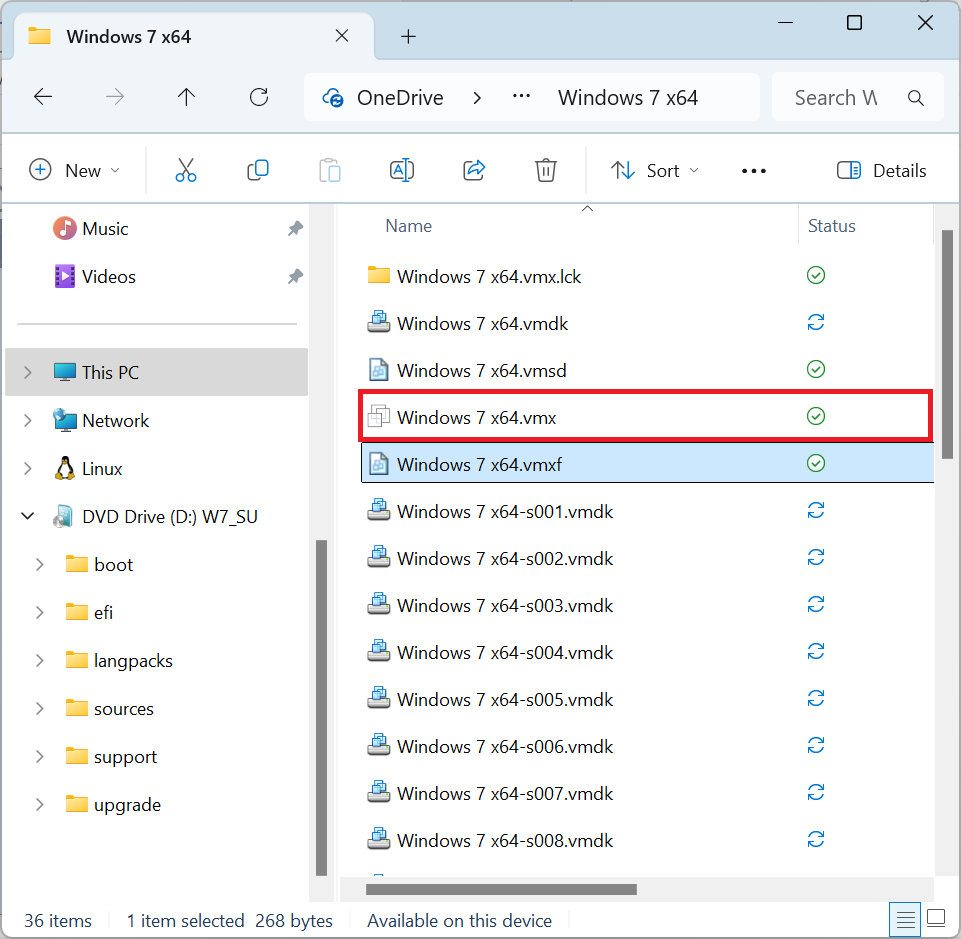 Windows 7 x64
OneDrive > ... Windows 7 x64
Search W
New
Sort
Details
Music
Videos
This PC
Network
Linux
DVD Drive (D:) W7_SU
boot
efi
langpacks
sources
support
upgrade
Name Status
Windows 7 x64.vmx.lck
Windows 7 x64.vmdk
Windows 7 x64.vmsd
Windows 7 x64.vmx
Windows 7 x64.vmxf
Windows 7 x64-s001.vmdk
Windows 7 x64-s002.vmdk
Windows 7 x64-s003.vmdk
Windows 7 x64-s004.vmdk
Windows 7 x64-s005.vmdk
Windows 7 x64-s006.vmdk
Windows 7 x64-s007.vmdk
Windows 7 x64-s008.vmdk
36 items 1 item selected 268 bytes Available on this device